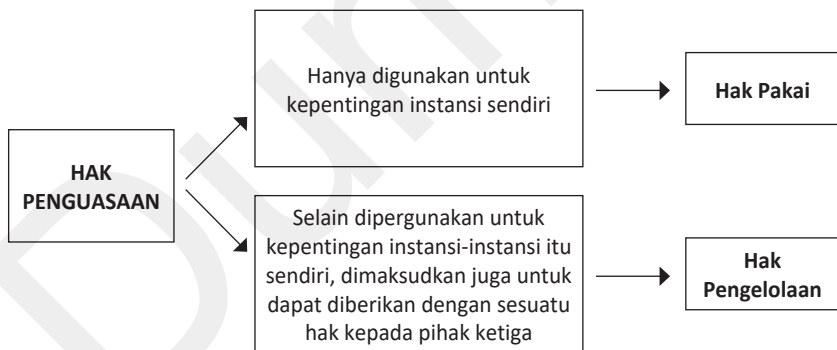 Hanya digunakan untuk
kepentingan instansi sendiri
Hak Pakai
HAK
PENGUASAAN
Selain dipergunakan untuk
kepentingan instansi-instansi itu
sendiri, dimaksudkan juga untuk
dapat diberikan dengan sesuatu
hak kepada pihak ketiga
Hak
Pengelolaan